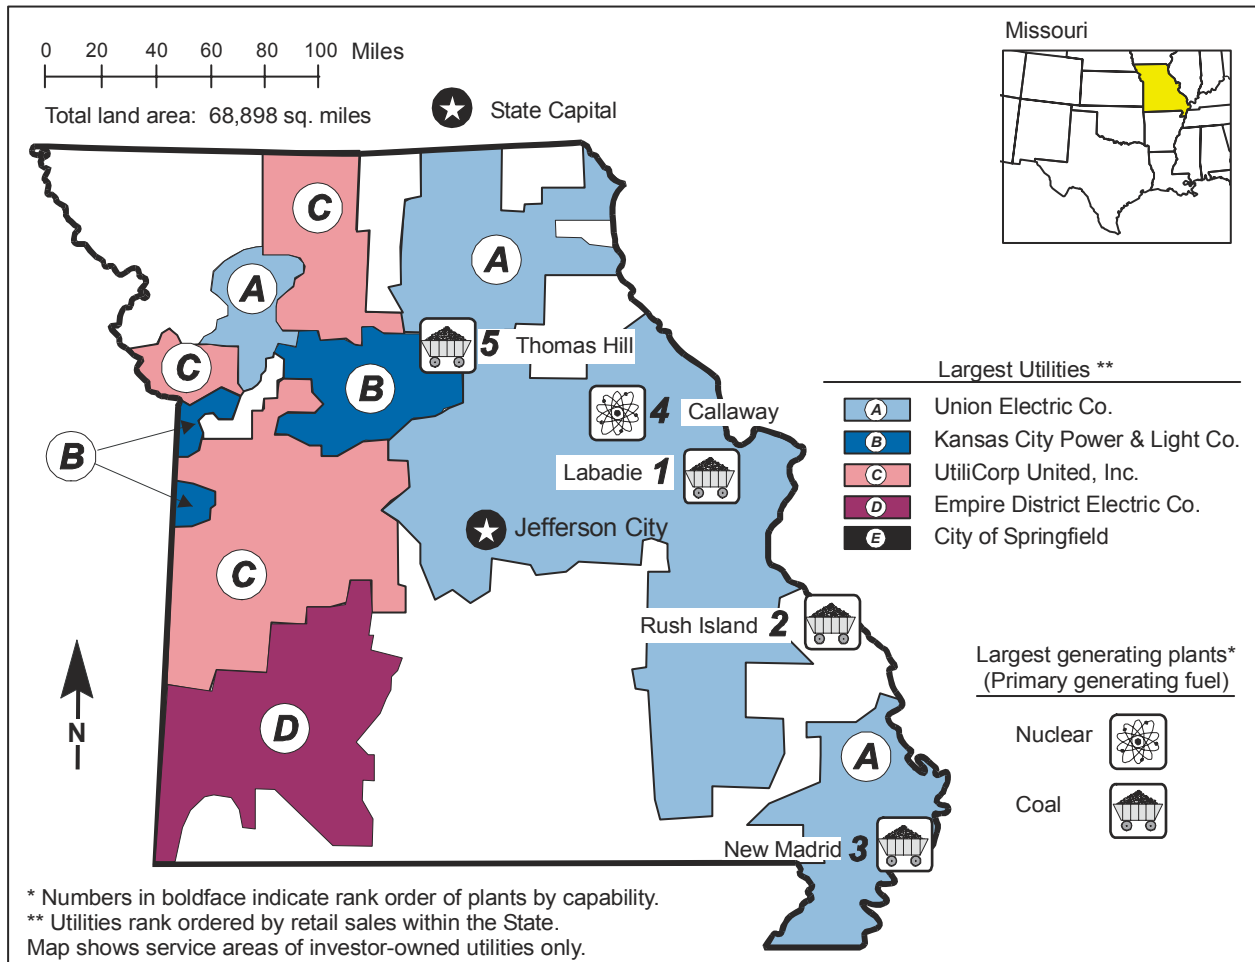 0 20 40 60 80 100 Miles
Total land area: 68,898 sq. miles
State Capital
Missouri
C
A
A
C
B
B
5 Thomas Hill
4 Callaway
Labadie 1
Jefferson City
C
Rush Island 2
D
A
New Madrid 3
N
Largest Utilities **
A Union Electric Co.
B Kansas City Power & Light Co.
C UtiliCorp United, Inc.
D Empire District Electric Co.
E City of Springfield
Largest generating plants*
(Primary generating fuel)
Nuclear
Coal
* Numbers in boldface indicate rank order of plants by capability.
** Utilities rank ordered by retail sales within the State.
Map shows service areas of investor-owned utilities only.